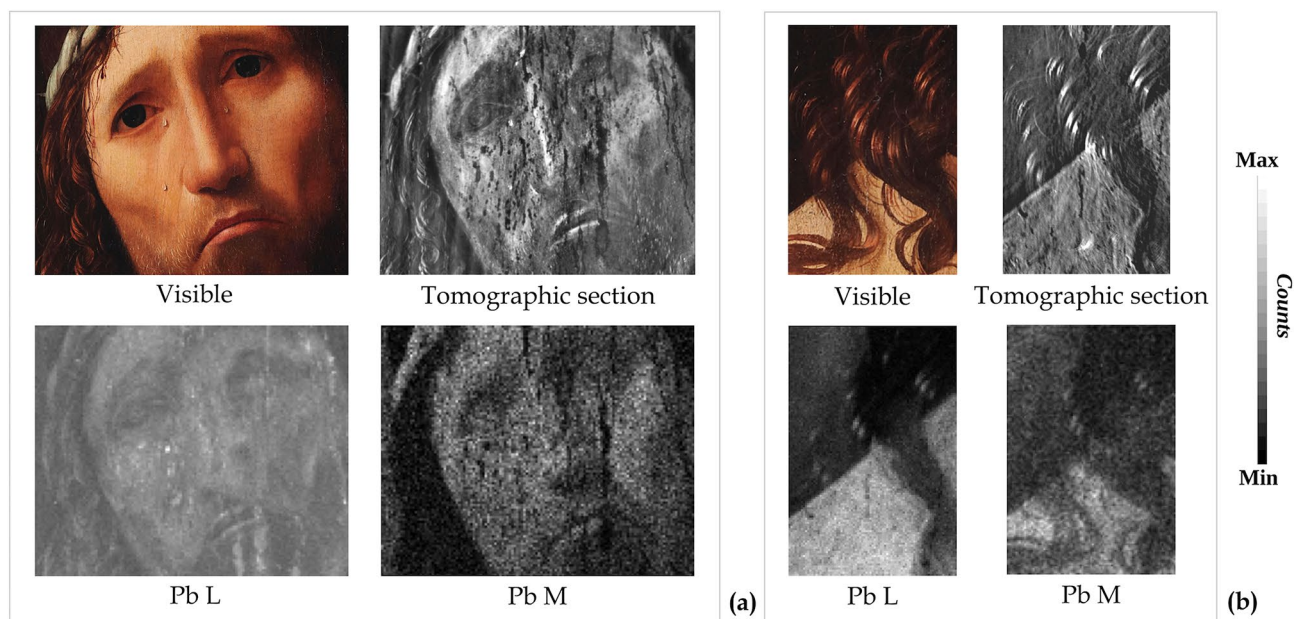 Visible
Tomographic section
Pb L
Pb M
(a)
Visible
Tomographic section
Pb L
Pb M
(b)
Max
Counts
Min